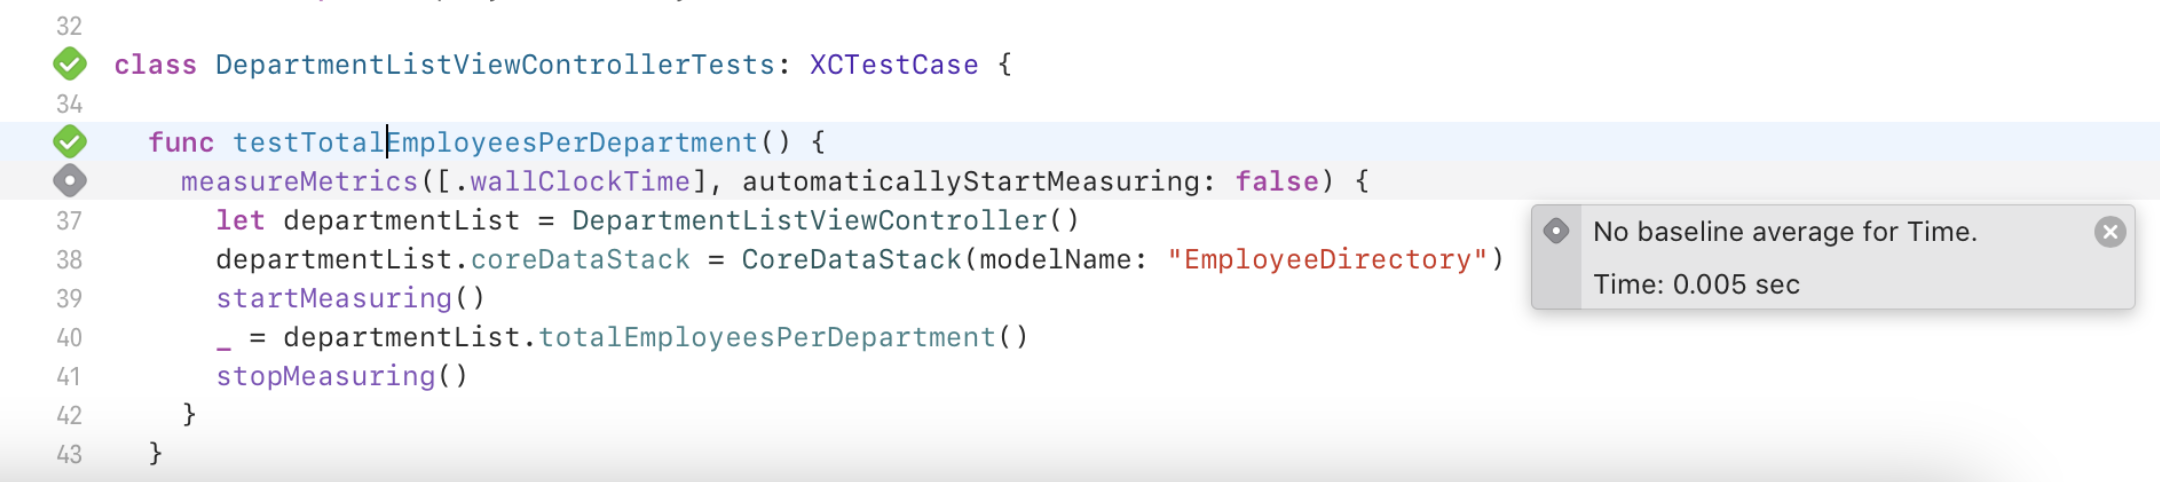 32
class DepartmentListViewControllerTests: XCTestCase {
34
func testTotalEmployeesPerDepartment() {
measureMetrics([.wallClockTime], automaticallyStartMeasuring: false) {
37 let departmentList = DepartmentListViewController()
No baseline average for Time.
38 departmentList.coreDataStack = CoreDataStack(modelName: "EmployeeDirectory")
Time: 0.005 sec
39 startMeasuring()
40 _ = departmentList.totalEmployeesPerDepartment()
41 stopMeasuring()
42 }
43 }